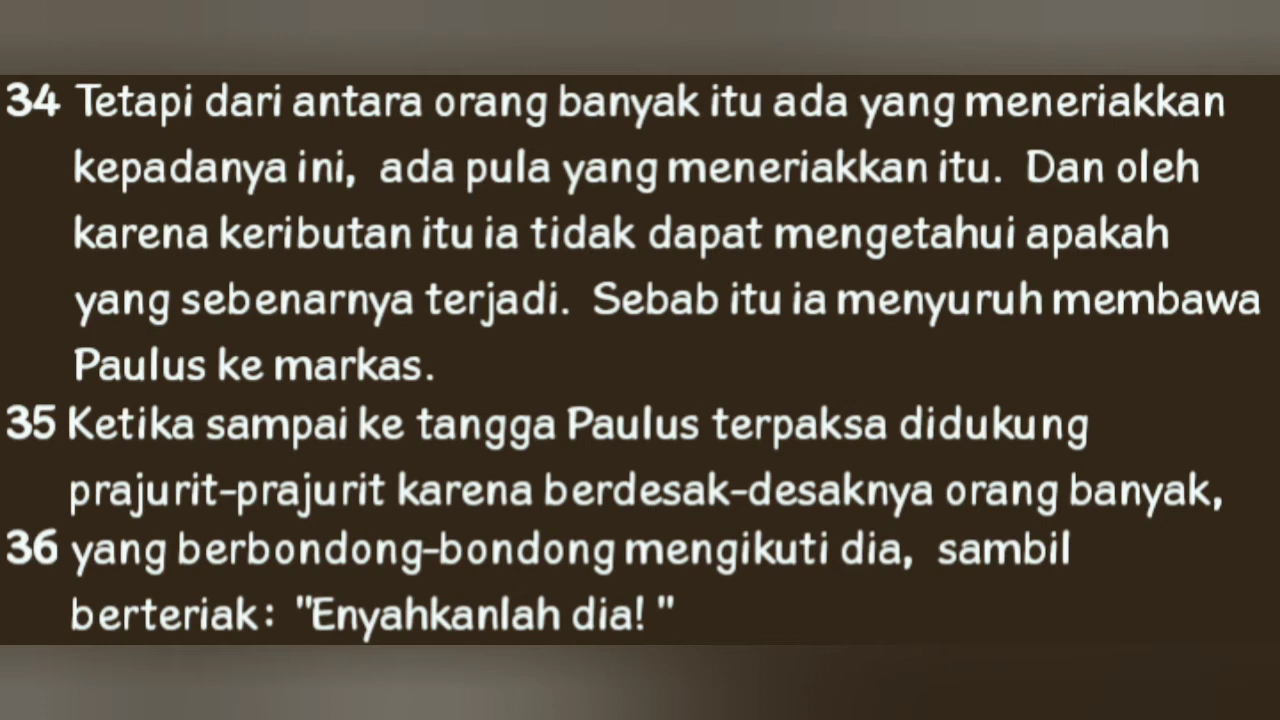 34 Tetapi dari antara orang banyak itu ada yang meneriakkan
kepadanya ini, ada pula yang meneriakkan itu. Dan oleh
karena keributan itu ia tidak dapat mengetahui apakah
yang sebenarnya terjadi. Sebab itu ia menyuruh membawa
Paulus ke markas.
35 Ketika sampai ke tangga Paulus terpaksa didukung
prajurit-prajurit karena berdesak-desaknya orang banyak,
36 yang berbondong-bondong mengikuti dia, sambil
berteriak: "Enyahkanlah dia! "